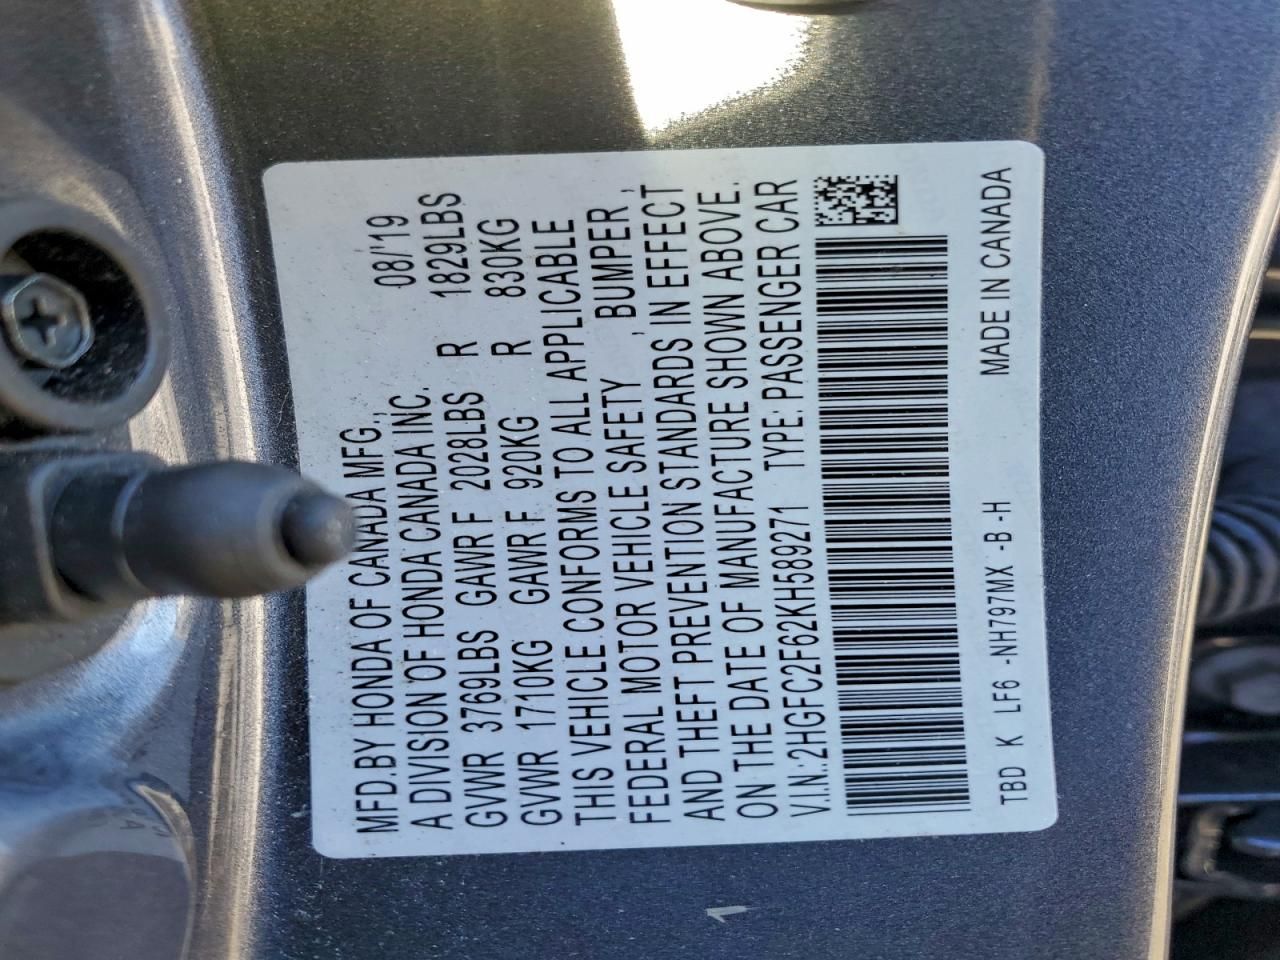 MFD.BY HONDA OF CANADA MFG., 08/'19
A DIVISION OF HONDA CANADA INC.
GVWR 3769LBS GAWR F 2028LBS R 1829LBS
GVWR 1710KG GAWR F 920KG R 830KG
THIS VEHICLE CONFORMS TO ALL APPLICABLE
FEDERAL MOTOR VEHICLE SAFETY , BUMPER ,
AND THEFT PREVENTION STANDARDS IN EFFECT
ON THE DATE OF MANUFACTURE SHOWN ABOVE.
V.I.N.:2HGFC2F62KH589271 TYPE: PASSENGER CAR
TBD K LF6 -NH797MX -B -H MADE IN CANADA
1